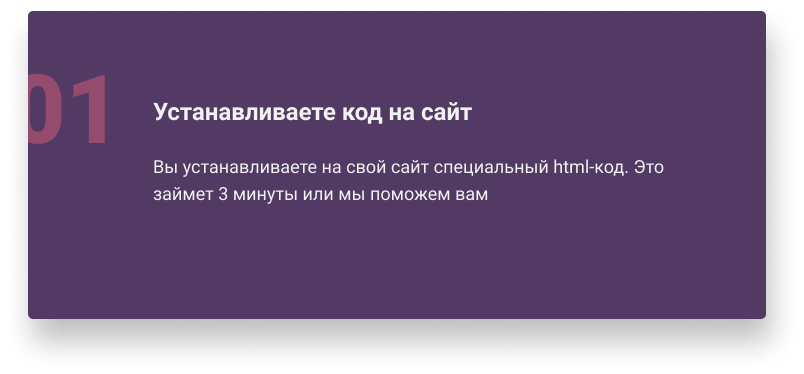 01
Устанавливаете код на сайт
Вы устанавливаете на свой сайт специальный html-код. Это
займет 3 минуты или мы поможем вам